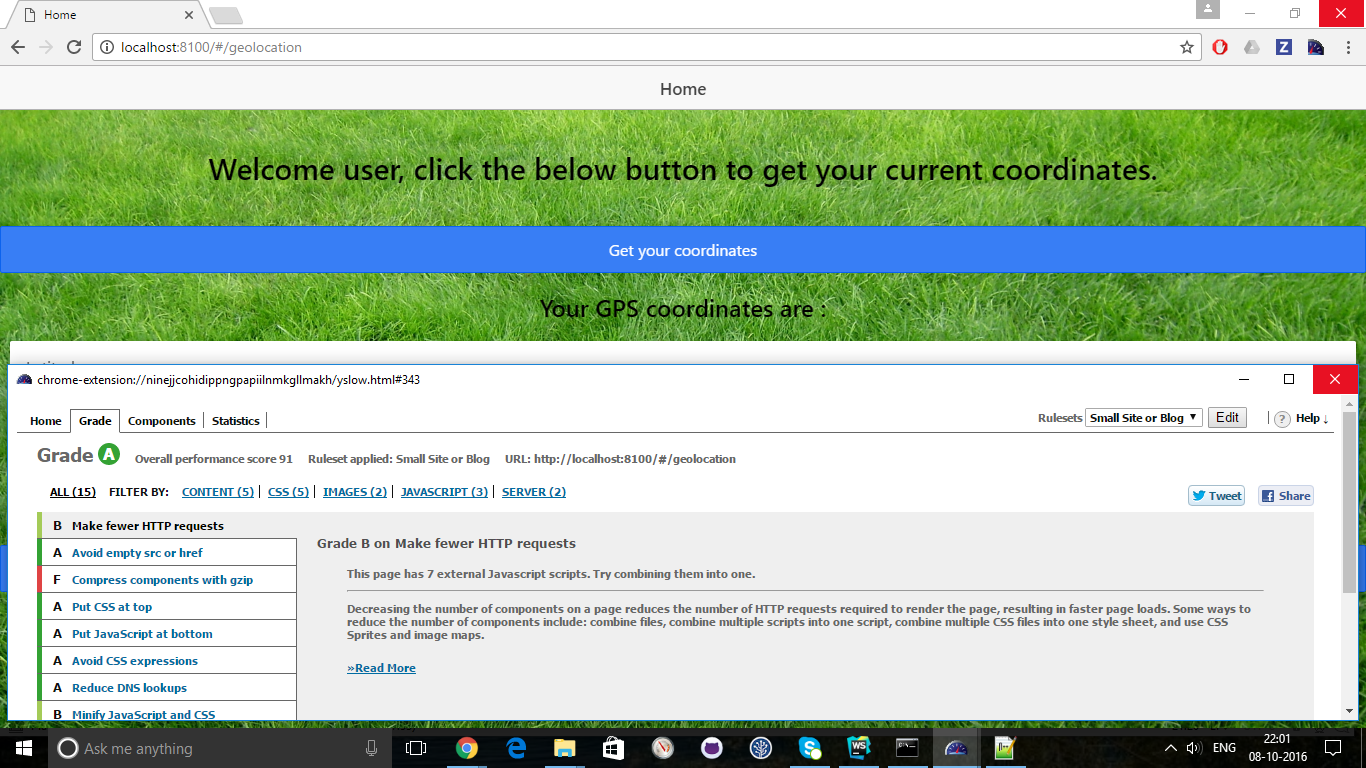 Home
localhost:8100/#/geolocation
Home
Welcome user, click the below button to get your current coordinates.
Get your coordinates
Your GPS coordinates are :
chrome-extension://ninejjcohidippngpapiilnmkgllmakh/yslow.html#343
Home Grade Components Statistics Rulesets Small Site or Blog Edit ? Help ↓
Grade A Overall performance score 91 Ruleset applied: Small Site or Blog URL: http://localhost:8100/#/geolocation
ALL (15) FILTER BY: CONTENT (5) CSS (5) IMAGES (2) JAVASCRIPT (3) SERVER (2)
Tweet Share
B Make fewer HTTP requests
A Avoid empty src or href
F Compress components with gzip
A Put CSS at top
A Put JavaScript at bottom
A Avoid CSS expressions
A Reduce DNS lookups
B Minify JavaScript and CSS
Grade B on Make fewer HTTP requests
This page has 7 external Javascript scripts. Try combining them into one.
Decreasing the number of components on a page reduces the number of HTTP requests required to render the page, resulting in faster page loads. Some ways to
reduce the number of components include: combine files, combine multiple scripts into one script, combine multiple CSS files into one style sheet, and use CSS
Sprites and image maps.
»Read More
Ask me anything
ENG
22:01
08-10-2016